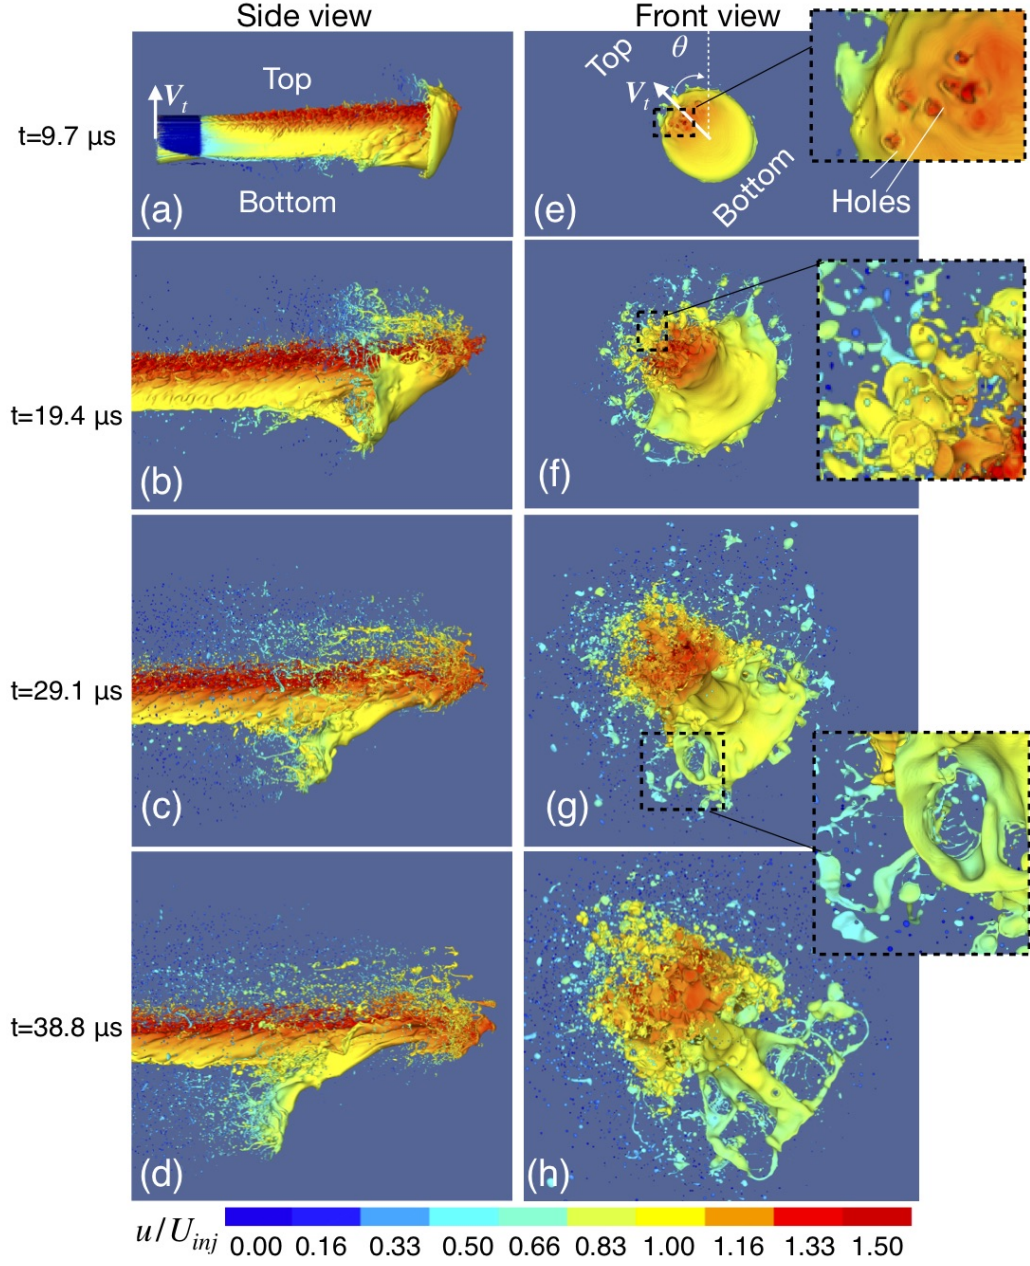 Side view
Front view
t=9.7 μs
V_t
Top
Bottom
(a)
Top
θ
V_t
Bottom
(e)
Holes
t=19.4 μs
(b)
(f)
t=29.1 μs
(c)
(g)
t=38.8 μs
(d)
(h)
u/U_inj
0.00 0.16 0.33 0.50 0.66 0.83 1.00 1.16 1.33 1.50